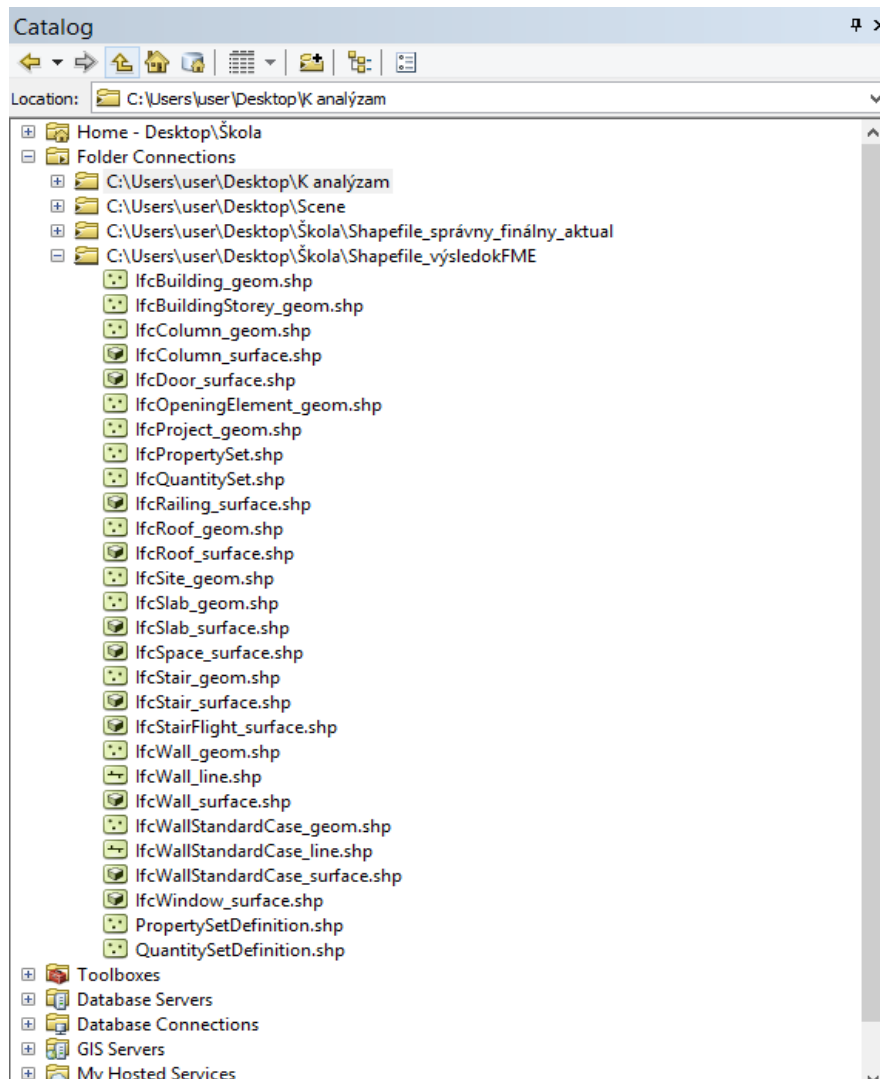 Catalog
Location: C:\Users\user\Desktop\K analýzam
Home - Desktop\Škola
Folder Connections
C:\Users\user\Desktop\K analýzam
C:\Users\user\Desktop\Scene
C:\Users\user\Desktop\Škola\Shapefile_správny_finálny_aktual
C:\Users\user\Desktop\Škola\Shapefile_výsledokFME
IfcBuilding_geom.shp
IfcBuildingStorey_geom.shp
IfcColumn_geom.shp
IfcColumn_surface.shp
IfcDoor_surface.shp
IfcOpeningElement_geom.shp
IfcProject_geom.shp
IfcPropertySet.shp
IfcQuantitySet.shp
IfcRailing_surface.shp
IfcRoof_geom.shp
IfcRoof_surface.shp
IfcSite_geom.shp
IfcSlab_geom.shp
IfcSlab_surface.shp
IfcSpace_surface.shp
IfcStair_geom.shp
IfcStair_surface.shp
IfcStairFlight_surface.shp
IfcWall_geom.shp
IfcWall_line.shp
IfcWall_surface.shp
IfcWallStandardCase_geom.shp
IfcWallStandardCase_line.shp
IfcWallStandardCase_surface.shp
IfcWindow_surface.shp
PropertySetDefinition.shp
QuantitySetDefinition.shp
Toolboxes
Database Servers
Database Connections
GIS Servers
My Hosted Services